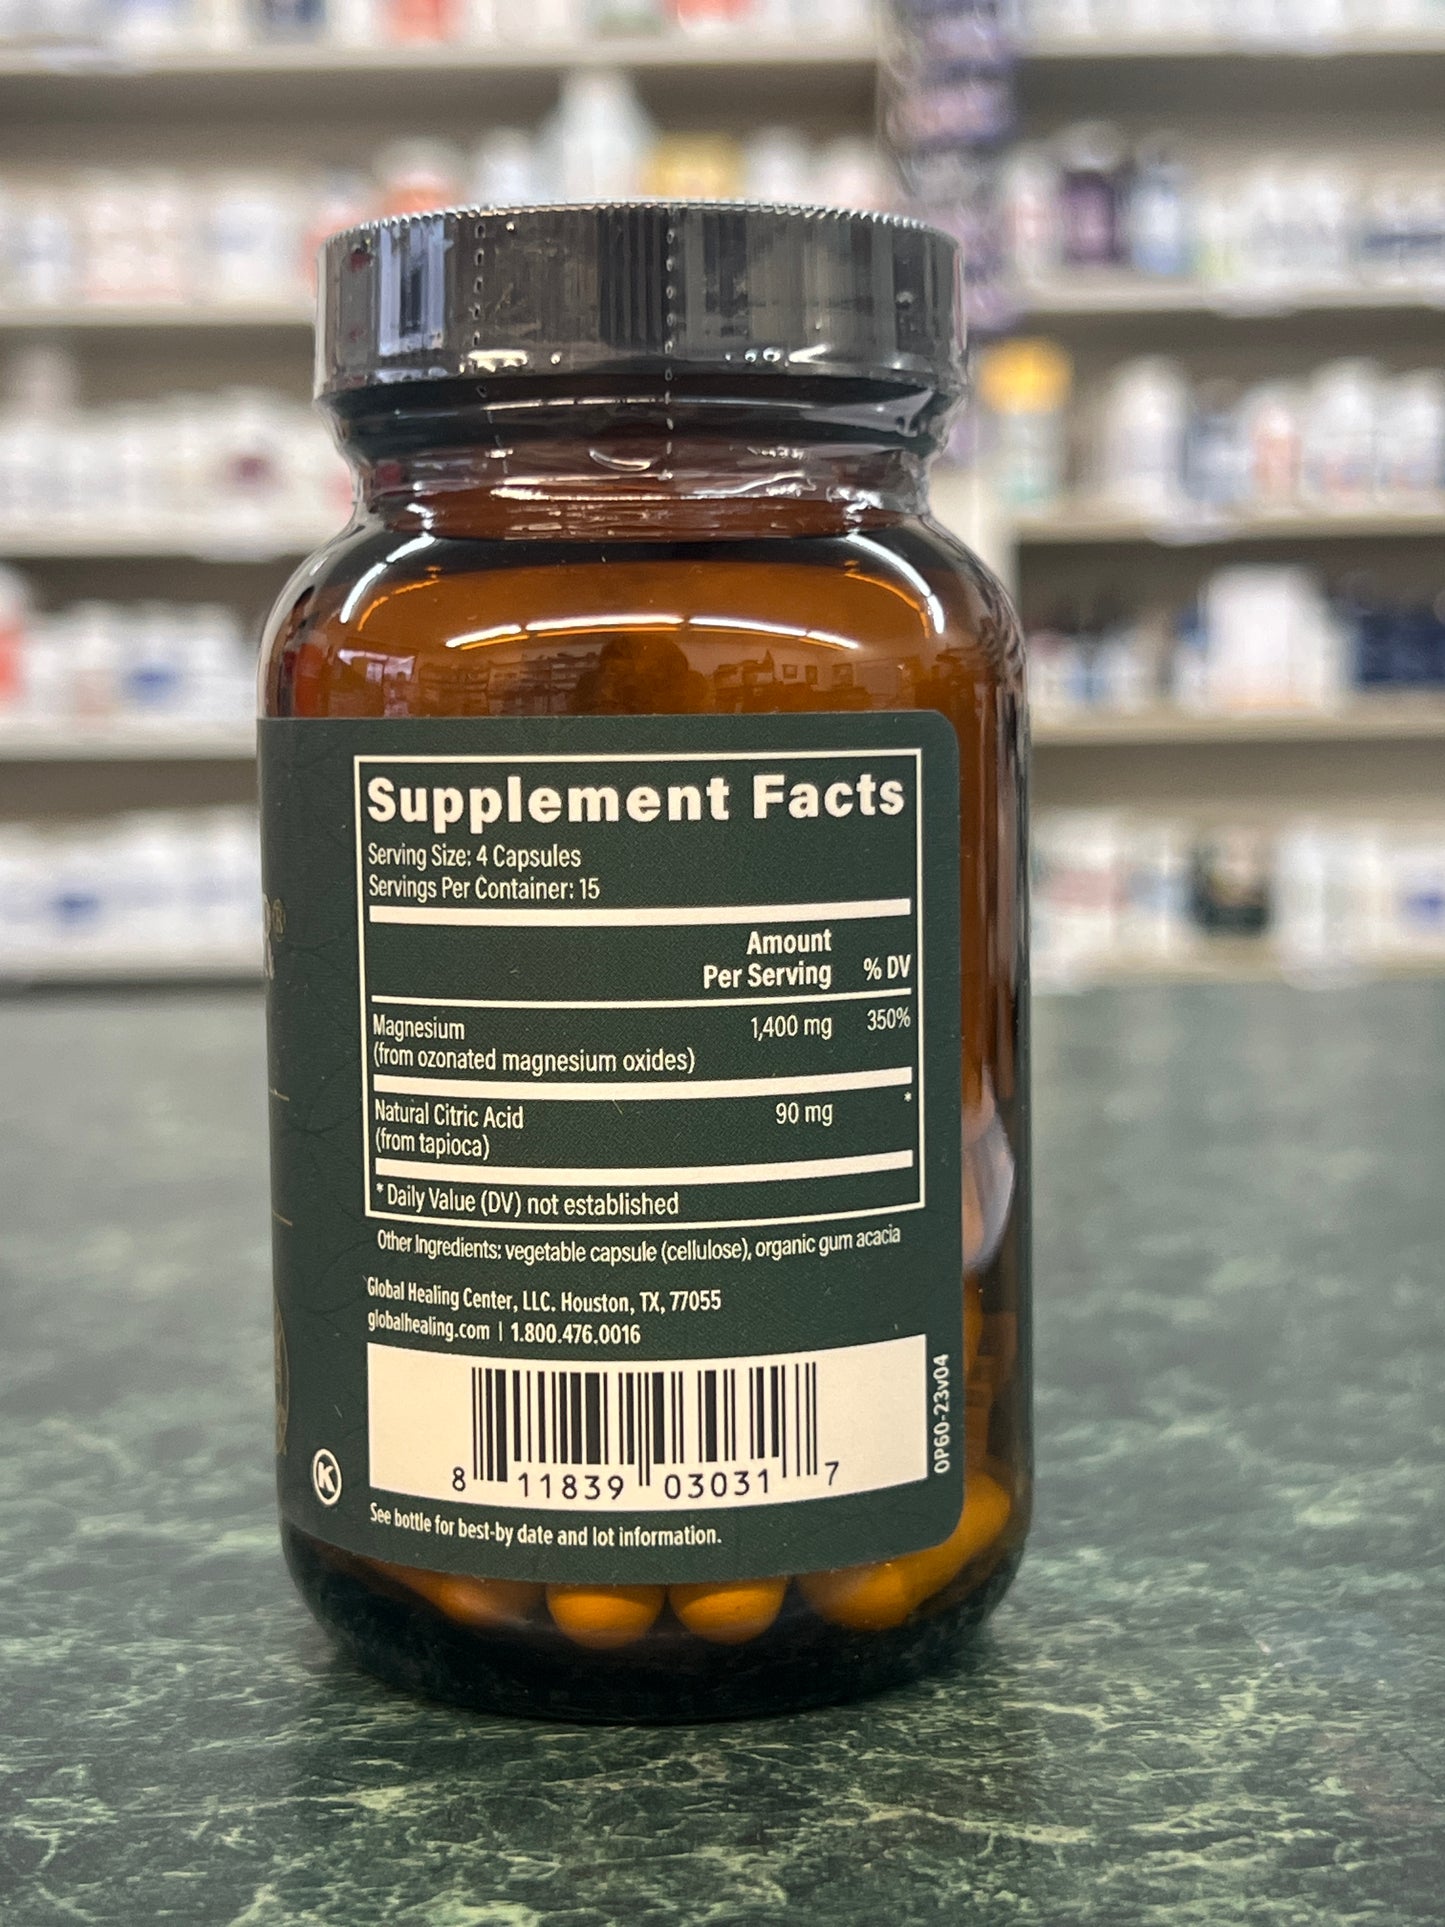 Supplement Facts
Serving Size: 4 Capsules
Servings Per Container: 15
Amount
Per Serving % DV
Magnesium 1,400 mg 350%
(from ozonated magnesium oxides)
Natural Citric Acid 90 mg *
(from tapioca)
* Daily Value (DV) not established
Other Ingredients: vegetable capsule (cellulose), organic gum acacia
Global Healing Center, LLC. Houston, TX, 77055
globalhealing.com | 1.800.476.0016
8 11839 03031 7
OP60-23v04
K
See bottle for best-by date and lot information.
R®